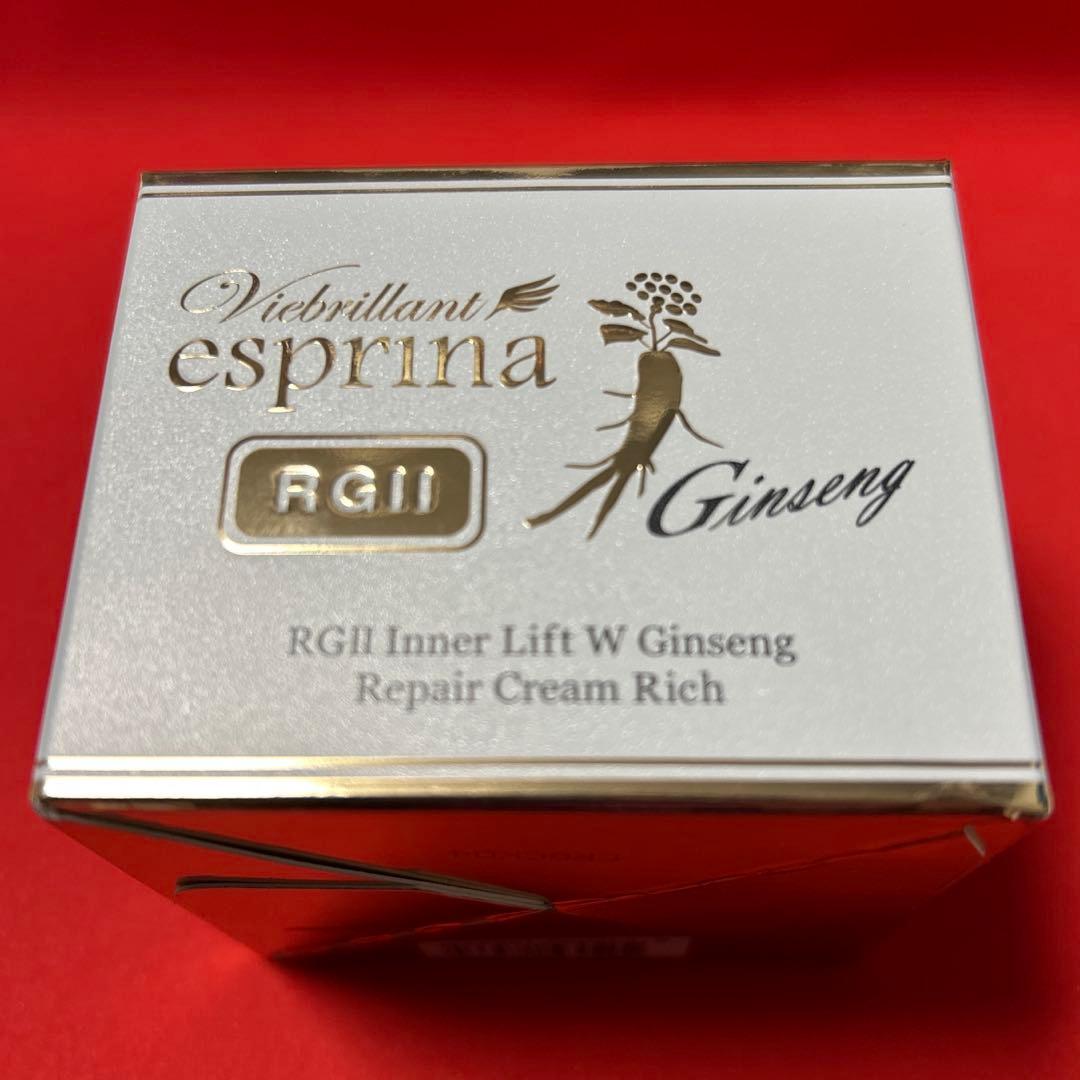 Viebrillant
esprina
RGII
Ginseng
RGII Inner Lift W Ginseng
Repair Cream Rich